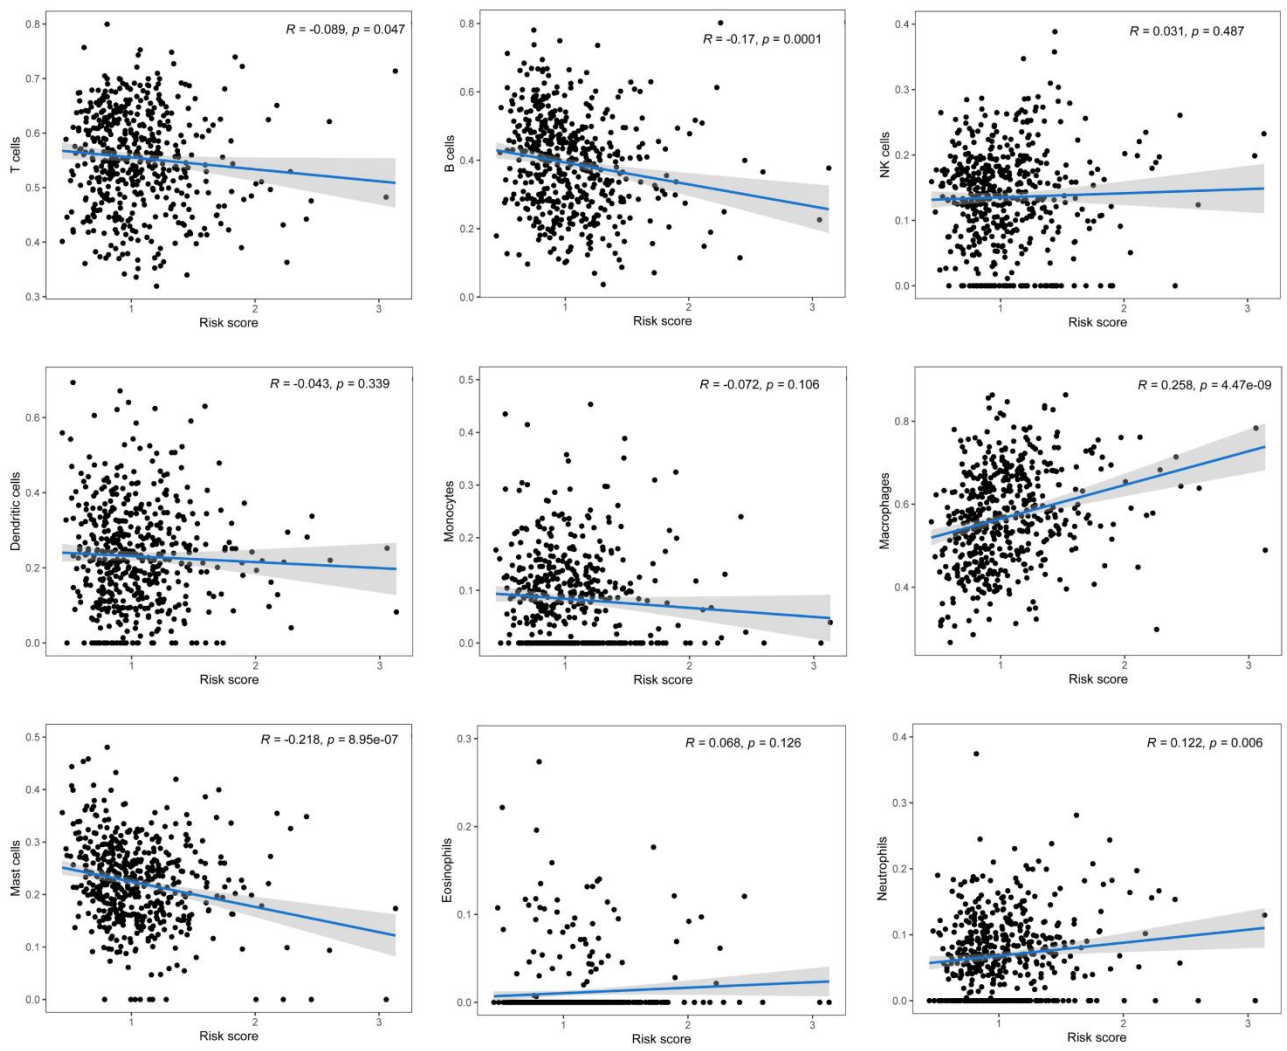 R = -0.089, p = 0.047
T cells
0.8
0.7
0.6
0.5
0.4
0.3
1 2 3
Risk score
R = -0.17, p = 0.0001
B cells
0.8
0.6
0.4
0.2
0.0
1 2 3
Risk score
R = 0.031, p = 0.487
NK cells
0.4
0.3
0.2
0.1
0.0
1 2 3
Risk score
R = -0.043, p = 0.339
Dendritic cells
0.6
0.4
0.2
0.0
1 2 3
Risk score
R = -0.072, p = 0.106
Monocytes
0.5
0.4
0.3
0.2
0.1
0.0
1 2 3
Risk score
R = 0.258, p = 4.47e-09
Macrophages
0.8
0.6
0.4
1 2 3
Risk score
R = -0.218, p = 8.95e-07
Mast cells
0.5
0.4
0.3
0.2
0.1
0.0
1 2 3
Risk score
R = 0.068, p = 0.126
Eosinophils
0.3
0.2
0.1
0.0
1 2 3
Risk score
R = 0.122, p = 0.006
Neutrophils
0.4
0.3
0.2
0.1
0.0
1 2 3
Risk score